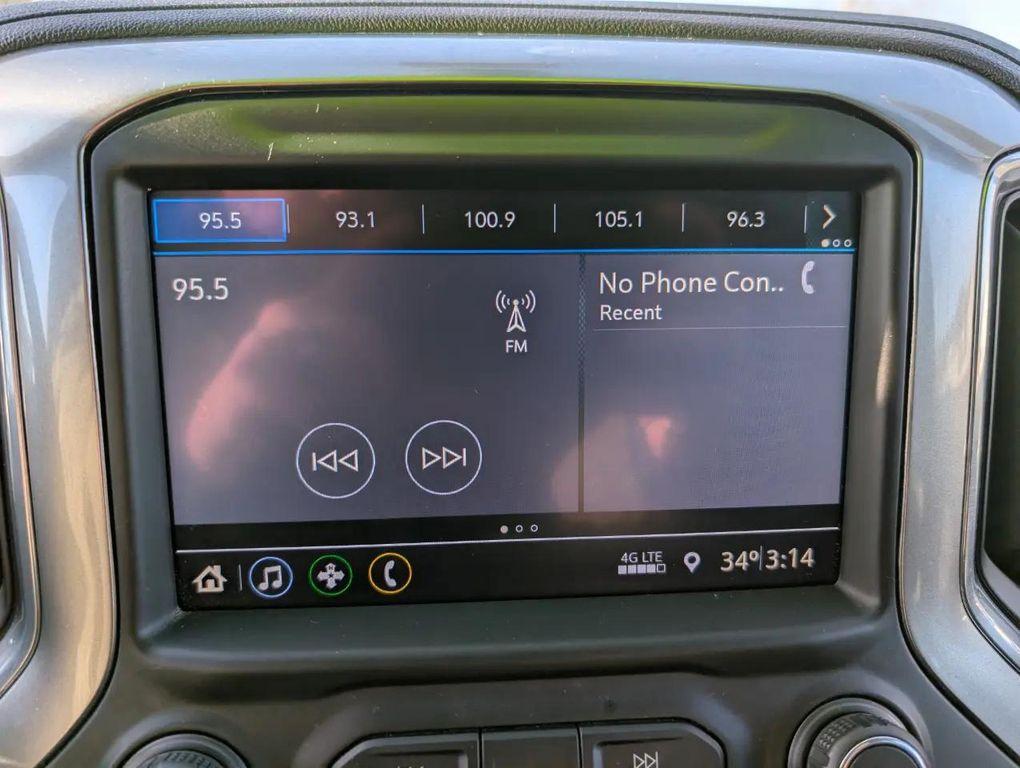 95.5 93.1 100.9 105.1 96.3
95.5
FM
No Phone Con..
Recent
4G LTE
34° 3:14